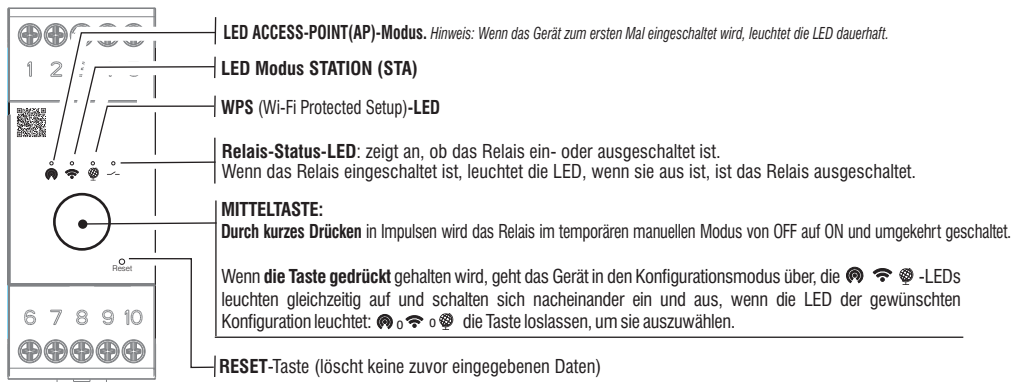 LED ACCESS-POINT(AP)-Modus. Hinweis: Wenn das Gerät zum ersten Mal eingeschaltet wird, leuchtet die LED dauerhaft.
1 2
LED Modus STATION (STA)
WPS (Wi-Fi Protected Setup)-LED
Relais-Status-LED: zeigt an, ob das Relais ein- oder ausgeschaltet ist.
Wenn das Relais eingeschaltet ist, leuchtet die LED, wenn sie aus ist, ist das Relais ausgeschaltet.
MITTELTASTE:
Durch kurzes Drücken in Impulsen wird das Relais im temporären manuellen Modus von OFF auf ON und umgekehrt geschaltet.
Reset
Wenn die Taste gedrückt gehalten wird, geht das Gerät in den Konfigurationsmodus über, die -LEDs
leuchten gleichzeitig auf und schalten sich nacheinander ein und aus, wenn die LED der gewünschten
Konfiguration leuchtet: o o die Taste loslassen, um sie auszuwählen.
6 7 8 9 10
RESET-Taste (löscht keine zuvor eingegebenen Daten)